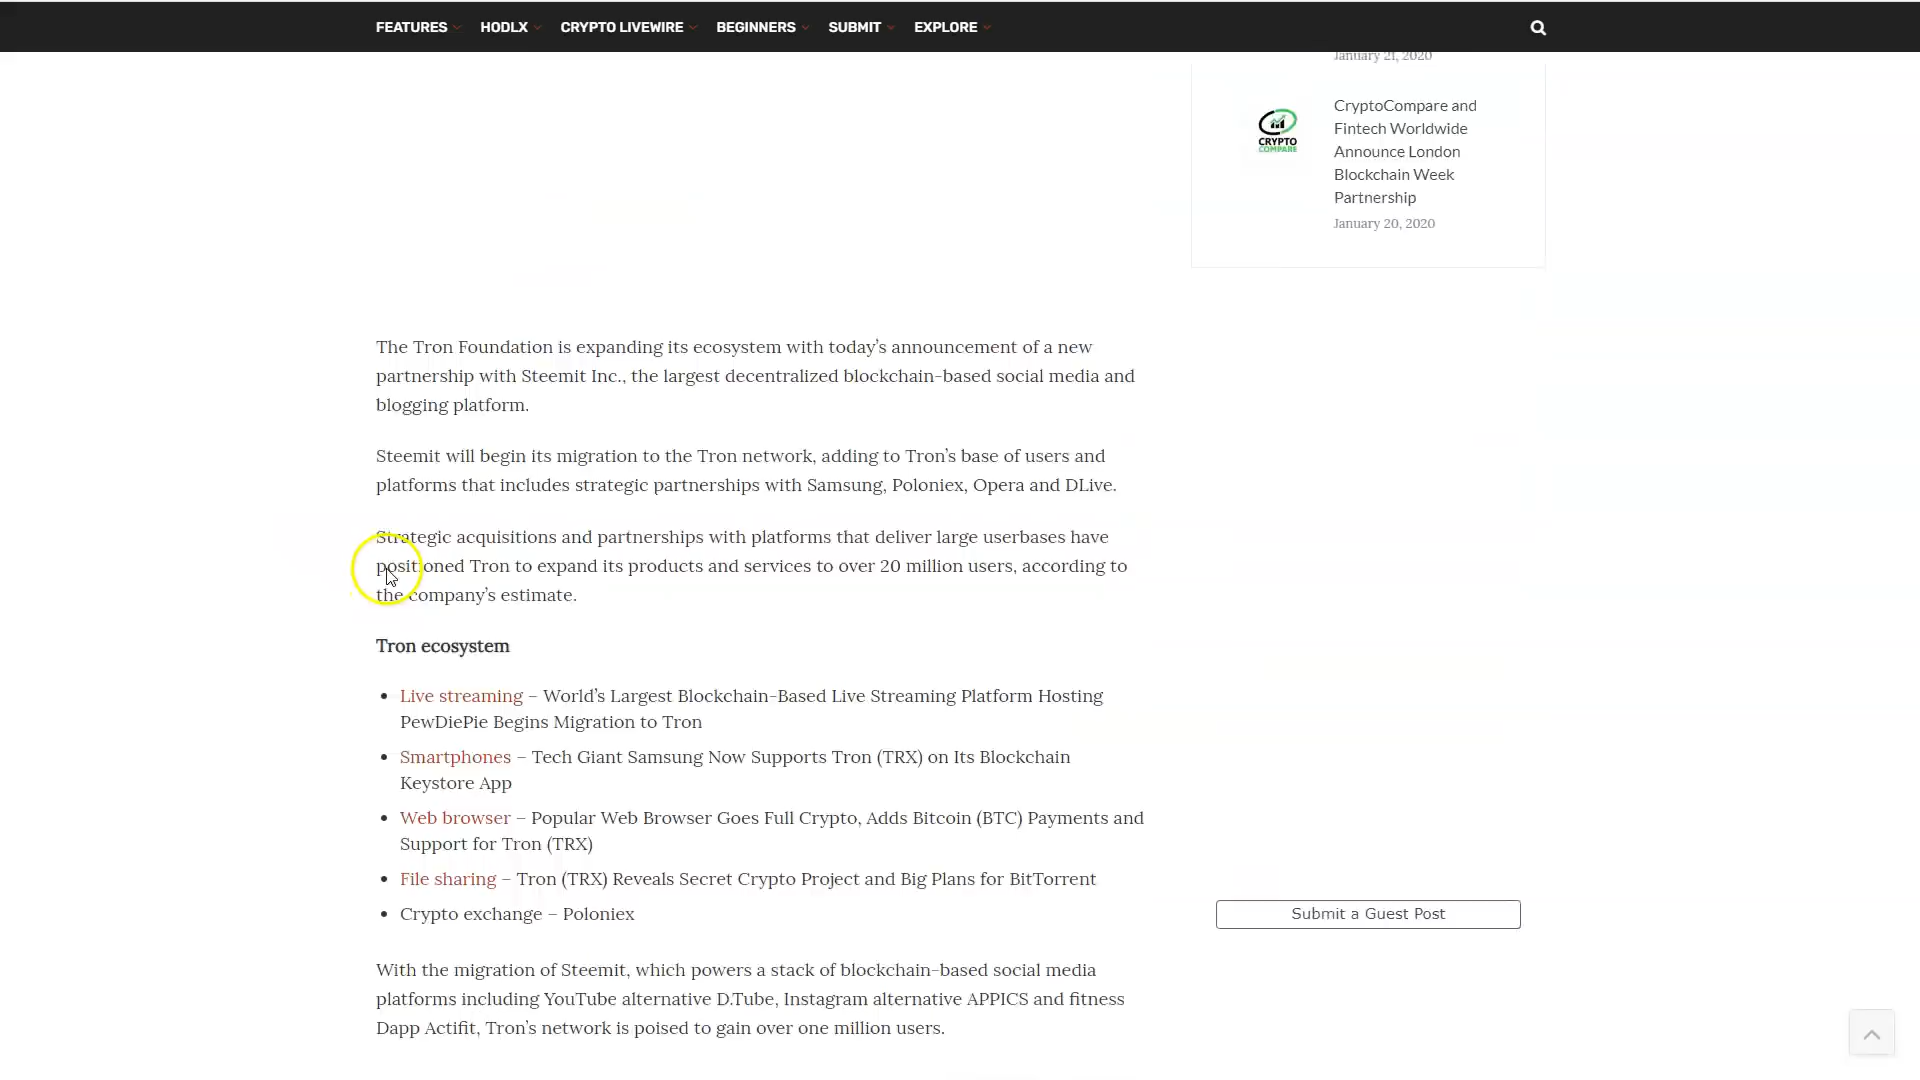 FEATURES HODLX CRYPTO LIVEWIRE BEGINNERS SUBMIT EXPLORE
January 21, 2020
CRYPTO
COMPARE
CryptoCompare and
Fintech Worldwide
Announce London
Blockchain Week
Partnership
January 20, 2020
The Tron Foundation is expanding its ecosystem with today’s announcement of a new
partnership with Steemit Inc., the largest decentralized blockchain-based social media and
blogging platform.
Steemit will begin its migration to the Tron network, adding to Tron’s base of users and
platforms that includes strategic partnerships with Samsung, Poloniex, Opera and DLive.
Strategic acquisitions and partnerships with platforms that deliver large userbases have
positioned Tron to expand its products and services to over 20 million users, according to
the company’s estimate.
Tron ecosystem
• Live streaming – World’s Largest Blockchain-Based Live Streaming Platform Hosting
PewDiePie Begins Migration to Tron
• Smartphones – Tech Giant Samsung Now Supports Tron (TRX) on Its Blockchain
Keystore App
• Web browser – Popular Web Browser Goes Full Crypto, Adds Bitcoin (BTC) Payments and
Support for Tron (TRX)
• File sharing – Tron (TRX) Reveals Secret Crypto Project and Big Plans for BitTorrent
• Crypto exchange – Poloniex
Submit a Guest Post
With the migration of Steemit, which powers a stack of blockchain-based social media
platforms including YouTube alternative D.Tube, Instagram alternative APPICS and fitness
Dapp Actifit, Tron’s network is poised to gain over one million users.